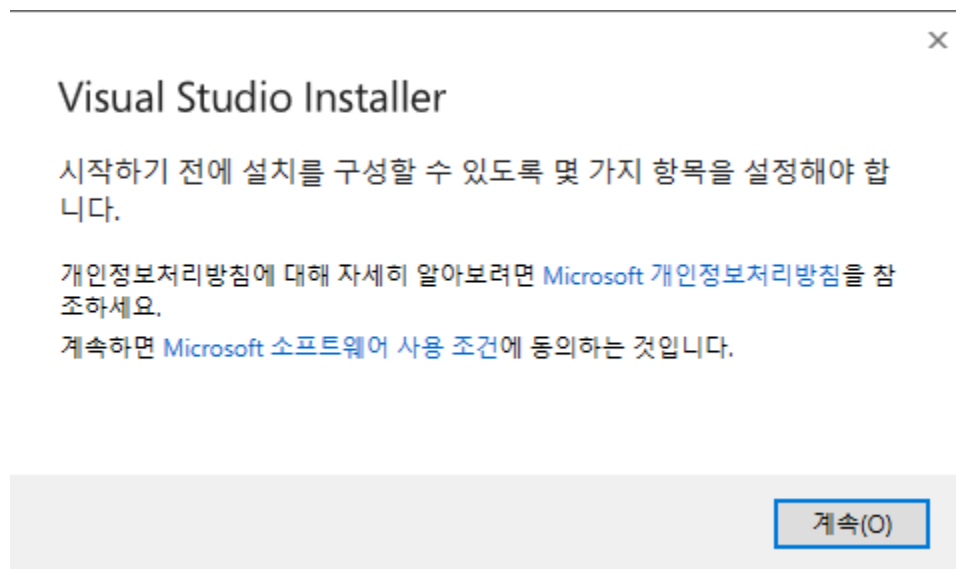 Visual Studio Installer
시작하기 전에 설치를 구성할 수 있도록 몇 가지 항목을 설정해야 합
니다.
개인정보처리방침에 대해 자세히 알아보려면 Microsoft 개인정보처리방침을 참
조하세요.
계속하면 Microsoft 소프트웨어 사용 조건에 동의하는 것입니다.
계속(O)